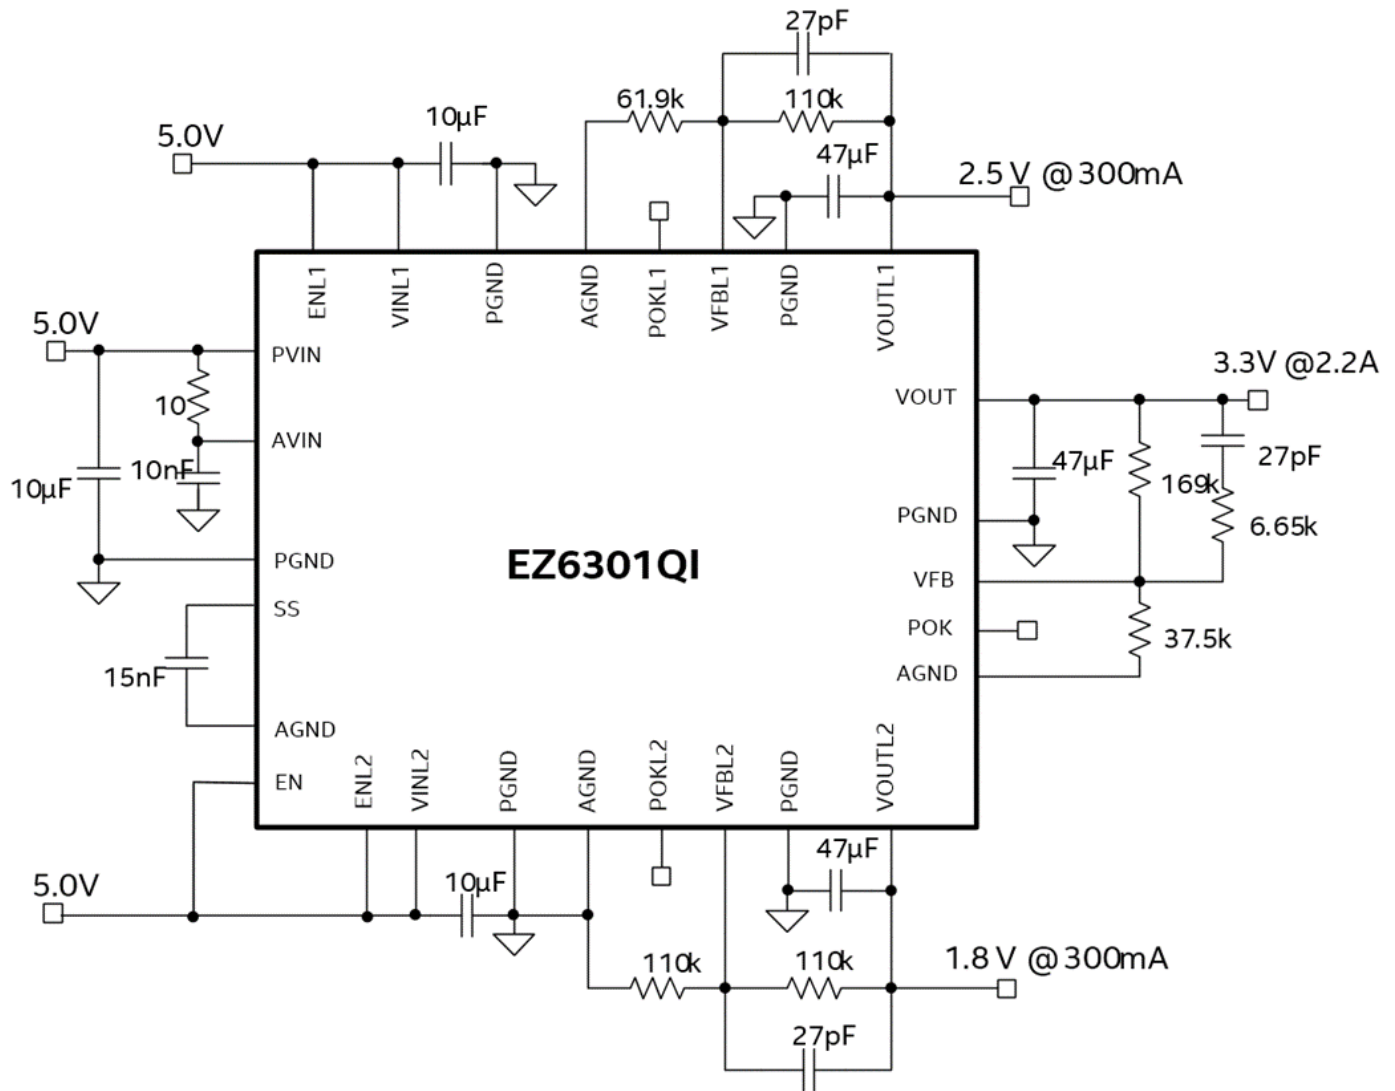 27pF
61.9k
110k
10µF
5.0V
47µF
2.5 V @ 300mA
ENL1
VINL1
PGND
AGND
POKL1
VFBL1
PGND
VOUTL1
5.0V
PVIN
3.3V @2.2A
10
VOUT
AVIN
10nF
10µF
47µF
27pF
169k
PGND
6.65k
PGND
EZ6301QI
VFB
SS
POK
37.5k
15nF
AGND
AGND
EN
ENL2
VINL2
PGND
AGND
POKL2
VFBL2
PGND
VOUTL2
47µF
5.0V
10µF
110k
110k
1.8 V @ 300mA
27pF